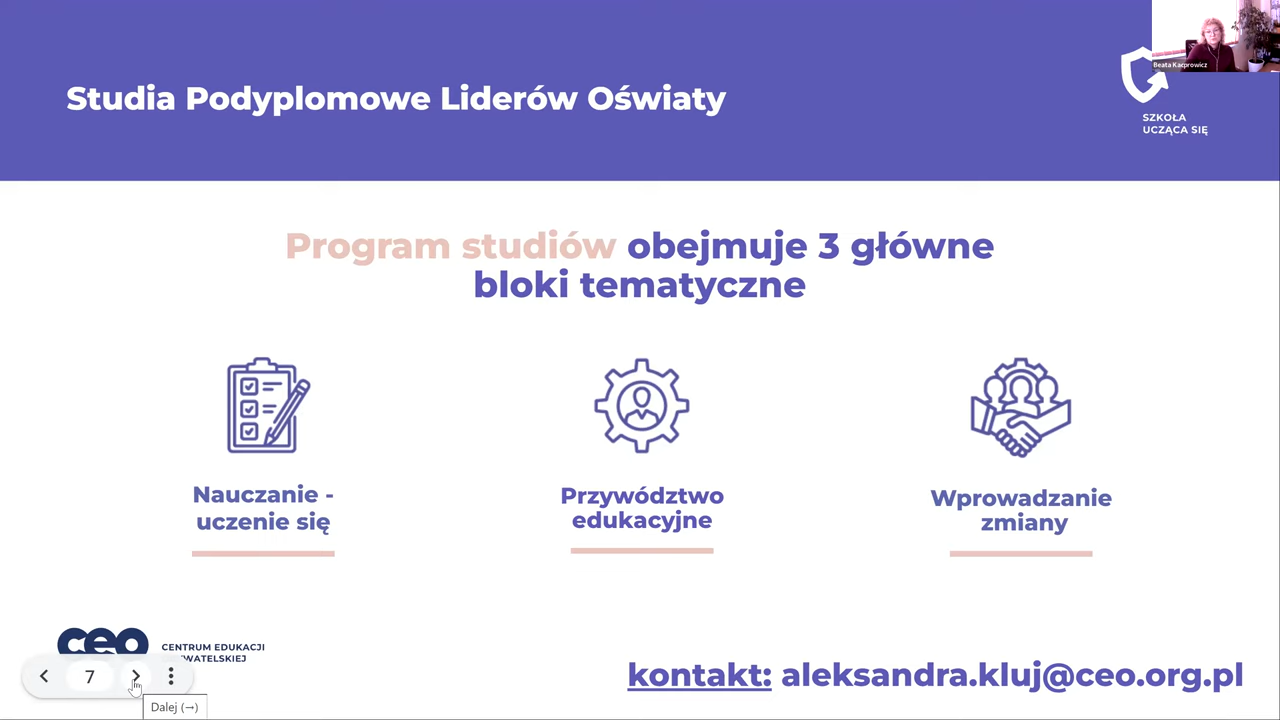 Studia Podyplomowe Liderów Oświaty
Beata Kacprowicz
SZKOŁA
UCZĄCA SIĘ
Program studiów obejmuje 3 główne
bloki tematyczne
Nauczanie -
uczenie się
Przywództwo
edukacyjne
Wprowadzanie
zmiany
ceo
CENTRUM EDUKACJI
7
Dalej (→)
kontakt: aleksandra.kluj@ceo.org.pl